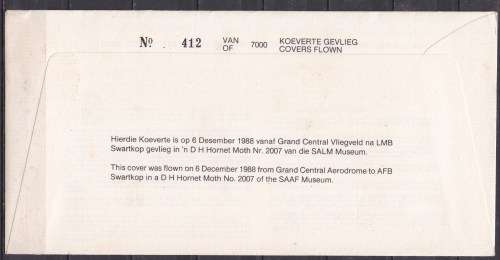 No. 412 VAN OF 7000 KOEVERTE GEVLIEG COVERS FLOWN
Hierdie Koeverte is op 6 Desember 1988 vanaf Grand Central Vliegveld na LMB
Swartkop gevlieg in 'n D H Hornet Moth Nr. 2007 van die SALM Museum.
This cover was flown on 6 December 1988 from Grand Central Aerodrome to AFB
Swartkop in a D H Hornet Moth No. 2007 of the SAAF Museum.